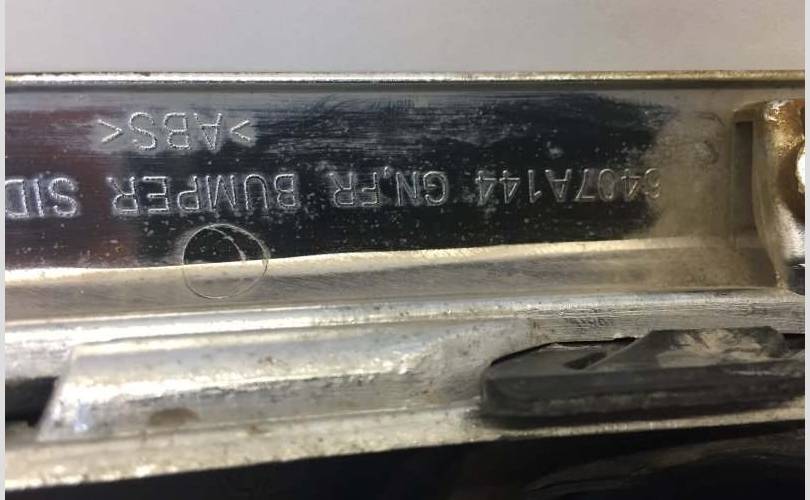 6407A144 GN,FR BUMPER SID
>ABS<